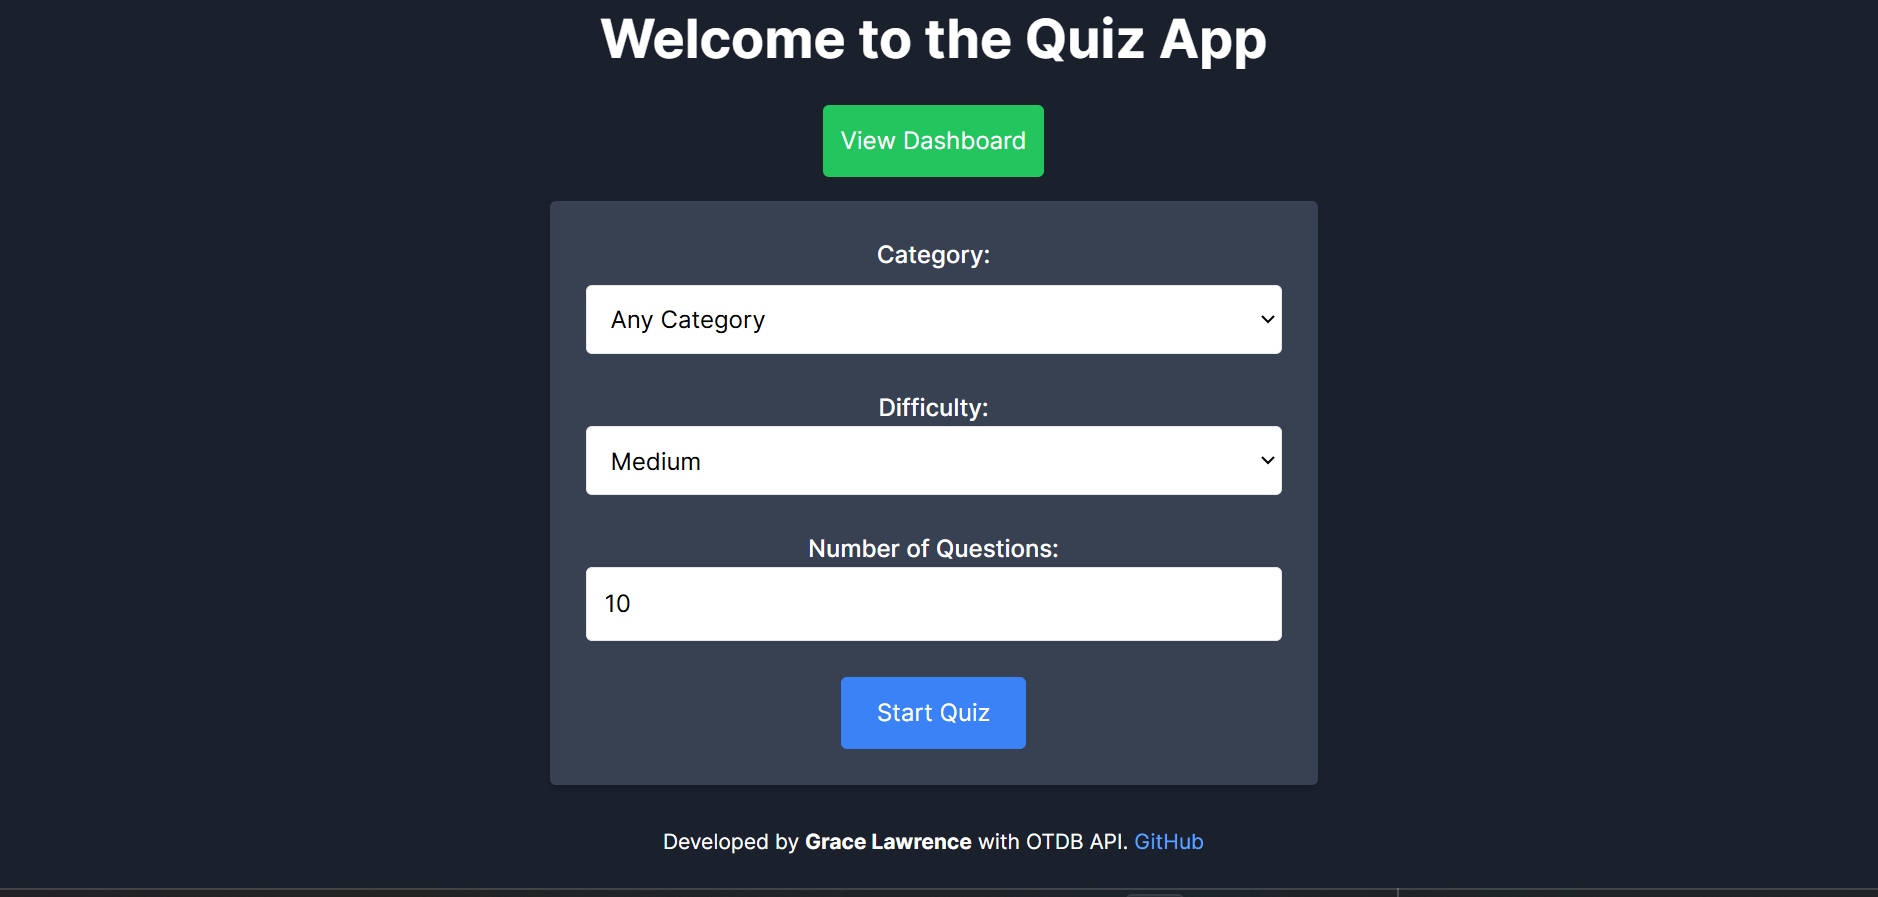 Welcome to the Quiz App
View Dashboard
Category:
Any Category
Difficulty:
Medium
Number of Questions:
10
Start Quiz
Developed by Grace Lawrence with OTDB API. GitHub